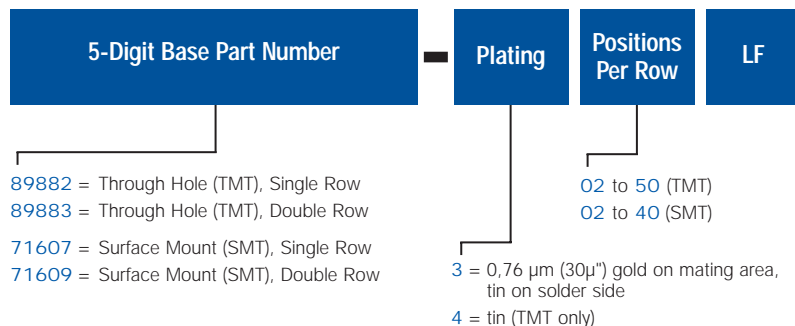 5-Digit Base Part Number
-
Plating
Positions
Per Row
LF
89882 = Through Hole (TMT), Single Row
89883 = Through Hole (TMT), Double Row
71607 = Surface Mount (SMT), Single Row
71609 = Surface Mount (SMT), Double Row
02 to 50 (TMT)
02 to 40 (SMT)
3 = 0,76 µm (30µ") gold on mating area,
tin on solder side
4 = tin (TMT only)